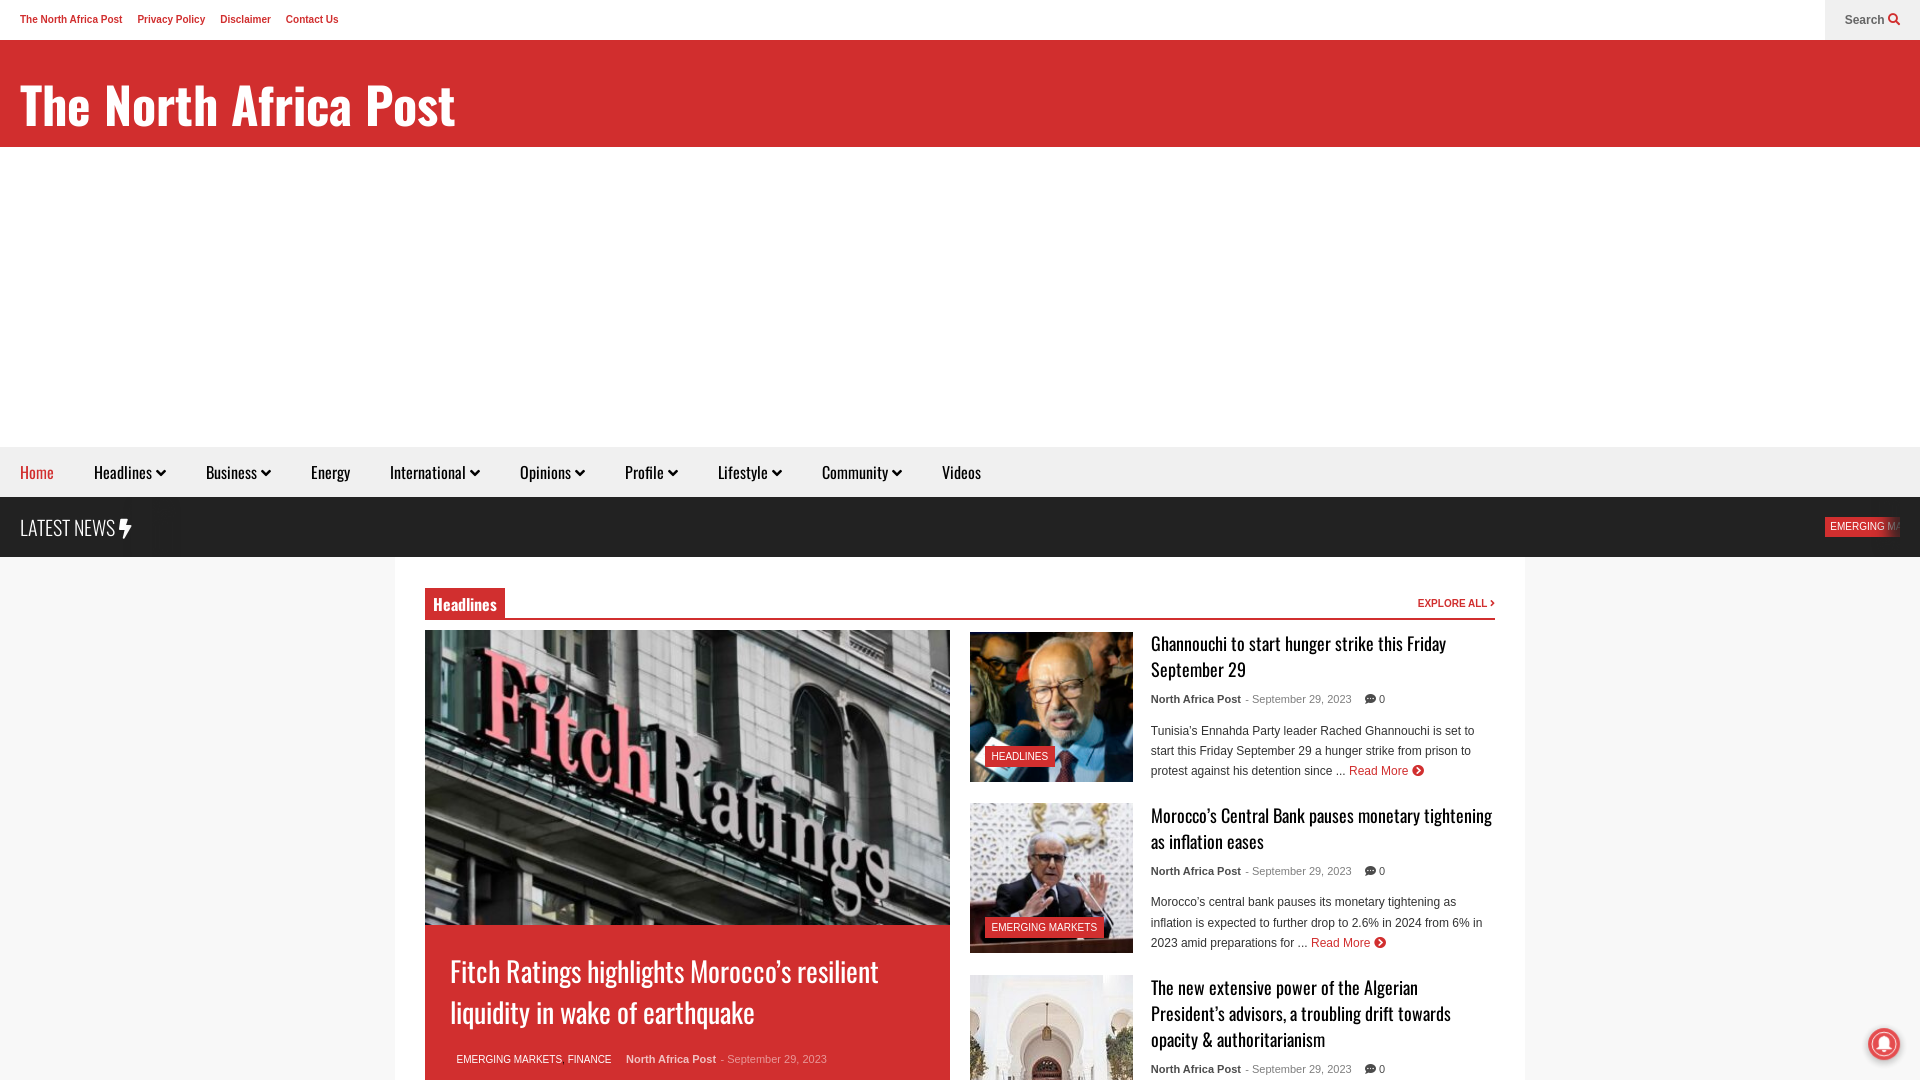 The North Africa Post
Privacy Policy
Disclaimer
Contact Us
Search
The North Africa Post
Home
Headlines
Business
Energy
International
Opinions
Profile
Lifestyle
Community
Videos
LATEST NEWS
EMERGING MA
Headlines
EXPLORE ALL
FitchRatings
Fitch Ratings highlights Morocco’s resilient
liquidity in wake of earthquake
EMERGING MARKETS FINANCE North Africa Post - September 29, 2023
HEADLINES
Ghannouchi to start hunger strike this Friday
September 29
North Africa Post - September 29, 2023 0
Tunisia’s Ennahda Party leader Rached Ghannouchi is set to
start this Friday September 29 a hunger strike from prison to
protest against his detention since ... Read More
EMERGING MARKETS
Morocco’s Central Bank pauses monetary tightening
as inflation eases
North Africa Post - September 29, 2023 0
Morocco’s central bank pauses its monetary tightening as
inflation is expected to further drop to 2.6% in 2024 from 6% in
2023 amid preparations for ... Read More
The new extensive power of the Algerian
President’s advisors, a troubling drift towards
opacity & authoritarianism
North Africa Post - September 29, 2023 0